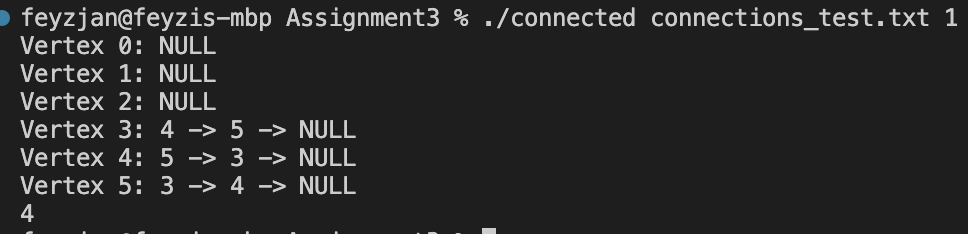 feyzjan@feyzis-mbp Assignment3 % ./connected connections_test.txt 1
Vertex 0: NULL
Vertex 1: NULL
Vertex 2: NULL
Vertex 3: 4 -> 5 -> NULL
Vertex 4: 5 -> 3 -> NULL
Vertex 5: 3 -> 4 -> NULL
4